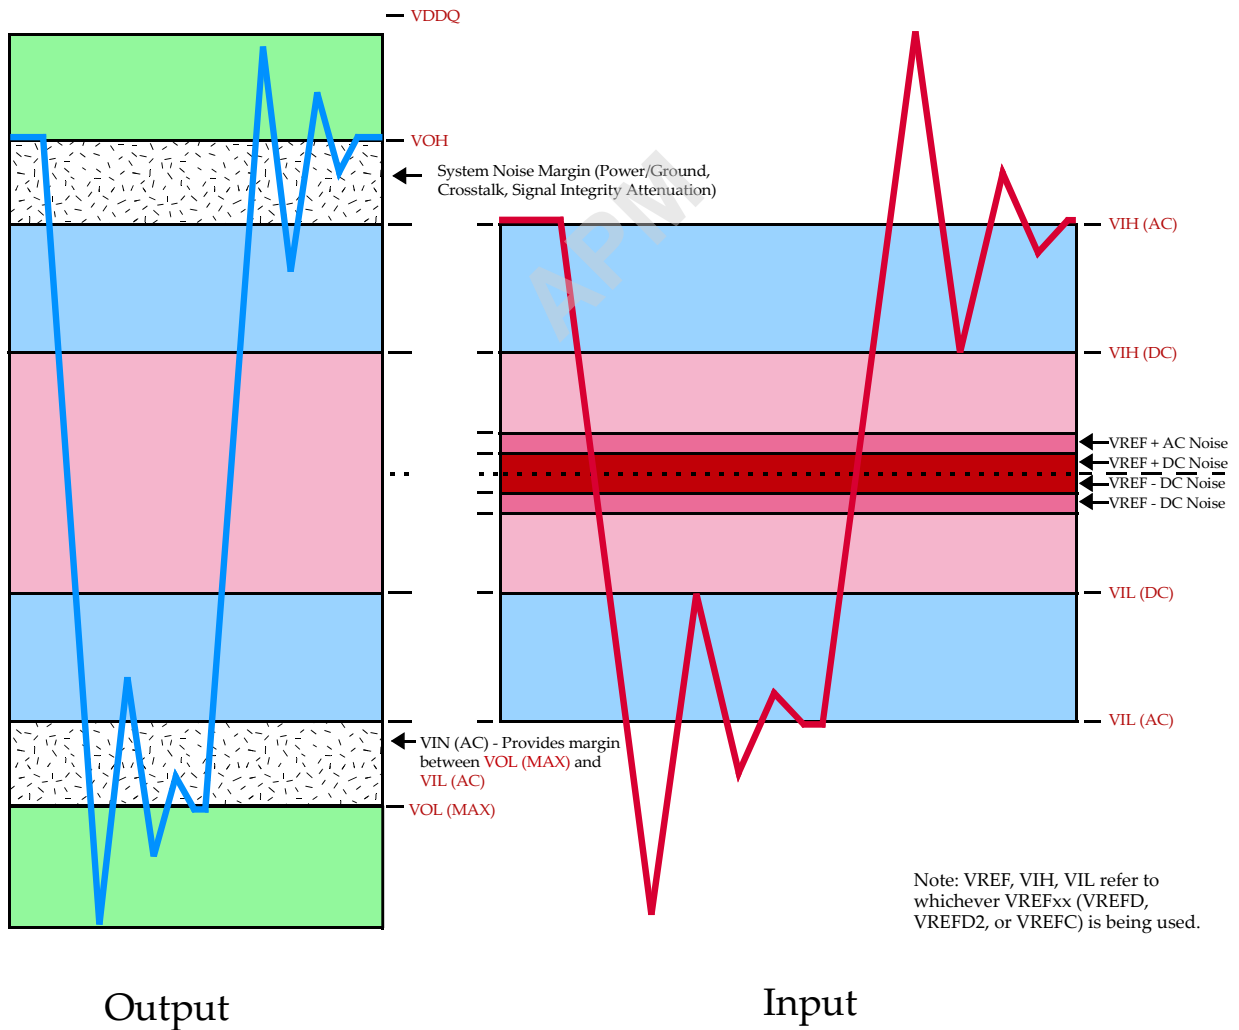 VDDQ
VOH
System Noise Margin (Power/Ground,
Crosstalk, Signal Integrity Attenuation)
APM
VIH (AC)
VIH (DC)
VREF + AC Noise
VREF + DC Noise
VREF - DC Noise
VREF - DC Noise
VIL (DC)
VIL (AC)
VIN (AC) - Provides margin
between VOL (MAX) and
VIL (AC)
VOL (MAX)
Note: VREF, VIH, VIL refer to
whichever VREFxx (VREFD,
VREFD2, or VREFC) is being used.
Output
Input